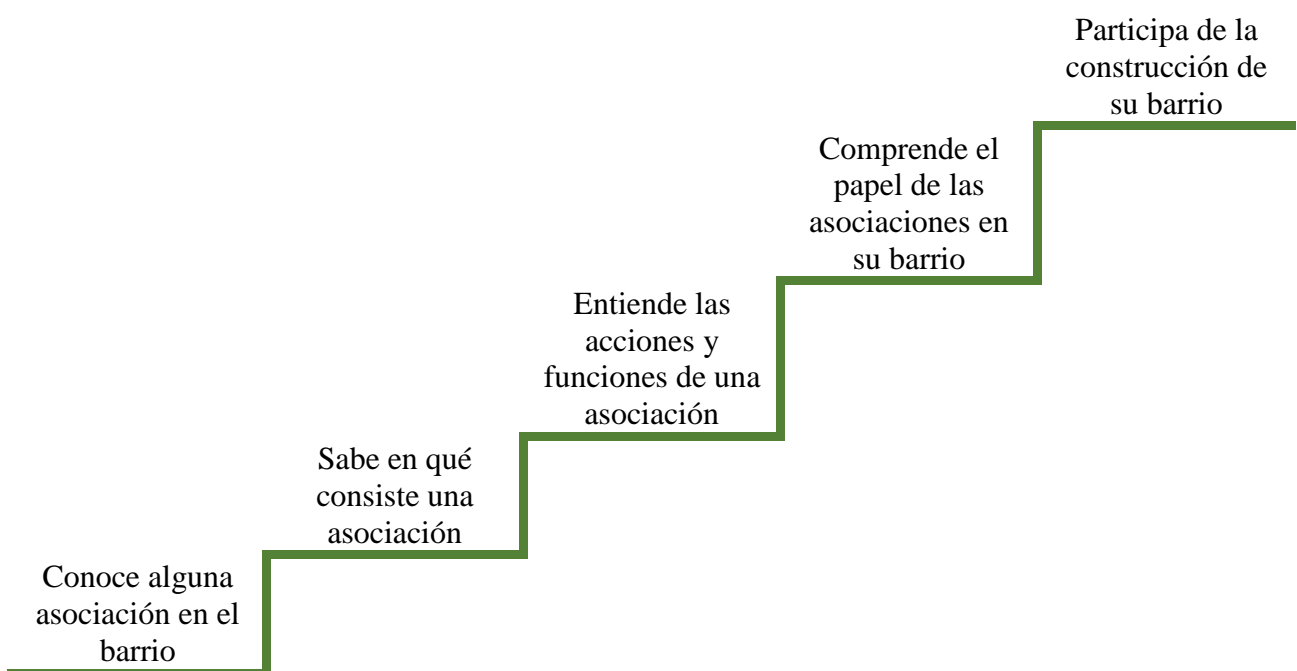 Participa de la
construcción de
su barrio
Comprende el
papel de las
asociaciones en
su barrio
Entiende las
acciones y
funciones de una
asociación
Sabe en qué
consiste una
asociación
Conoce alguna
asociación en el
barrio